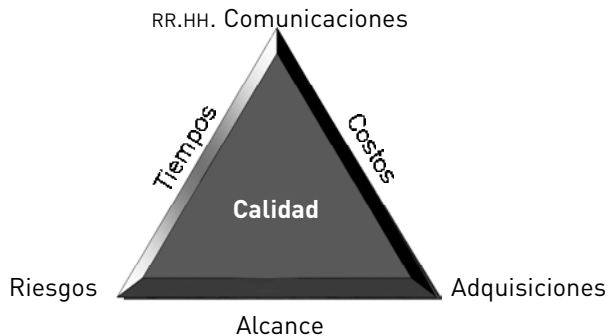 RR.HH. Comunicaciones
Tiempos
Costos
Calidad
Riesgos
Adquisiciones
Alcance